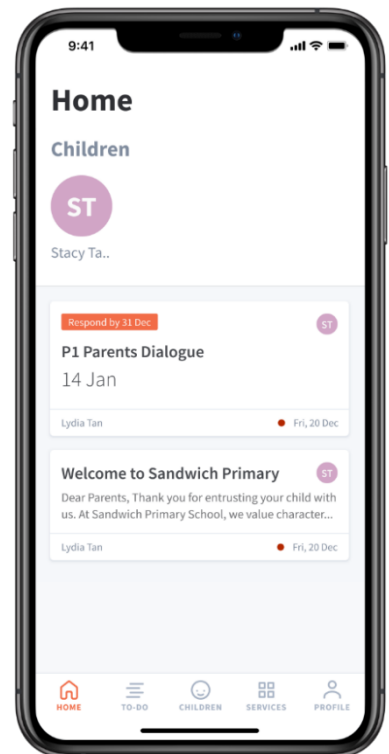 9:41
Home
Children
ST
Stacy Ta..
Respond by 31 Dec
ST
P1 Parents Dialogue
14 Jan
Lydia Tan Fri, 20 Dec
Welcome to Sandwich Primary ST
Dear Parents, Thank you for entrusting your child with
us. At Sandwich Primary School, we value character...
Lydia Tan Fri, 20 Dec
HOME TO-DO CHILDREN SERVICES PROFILE